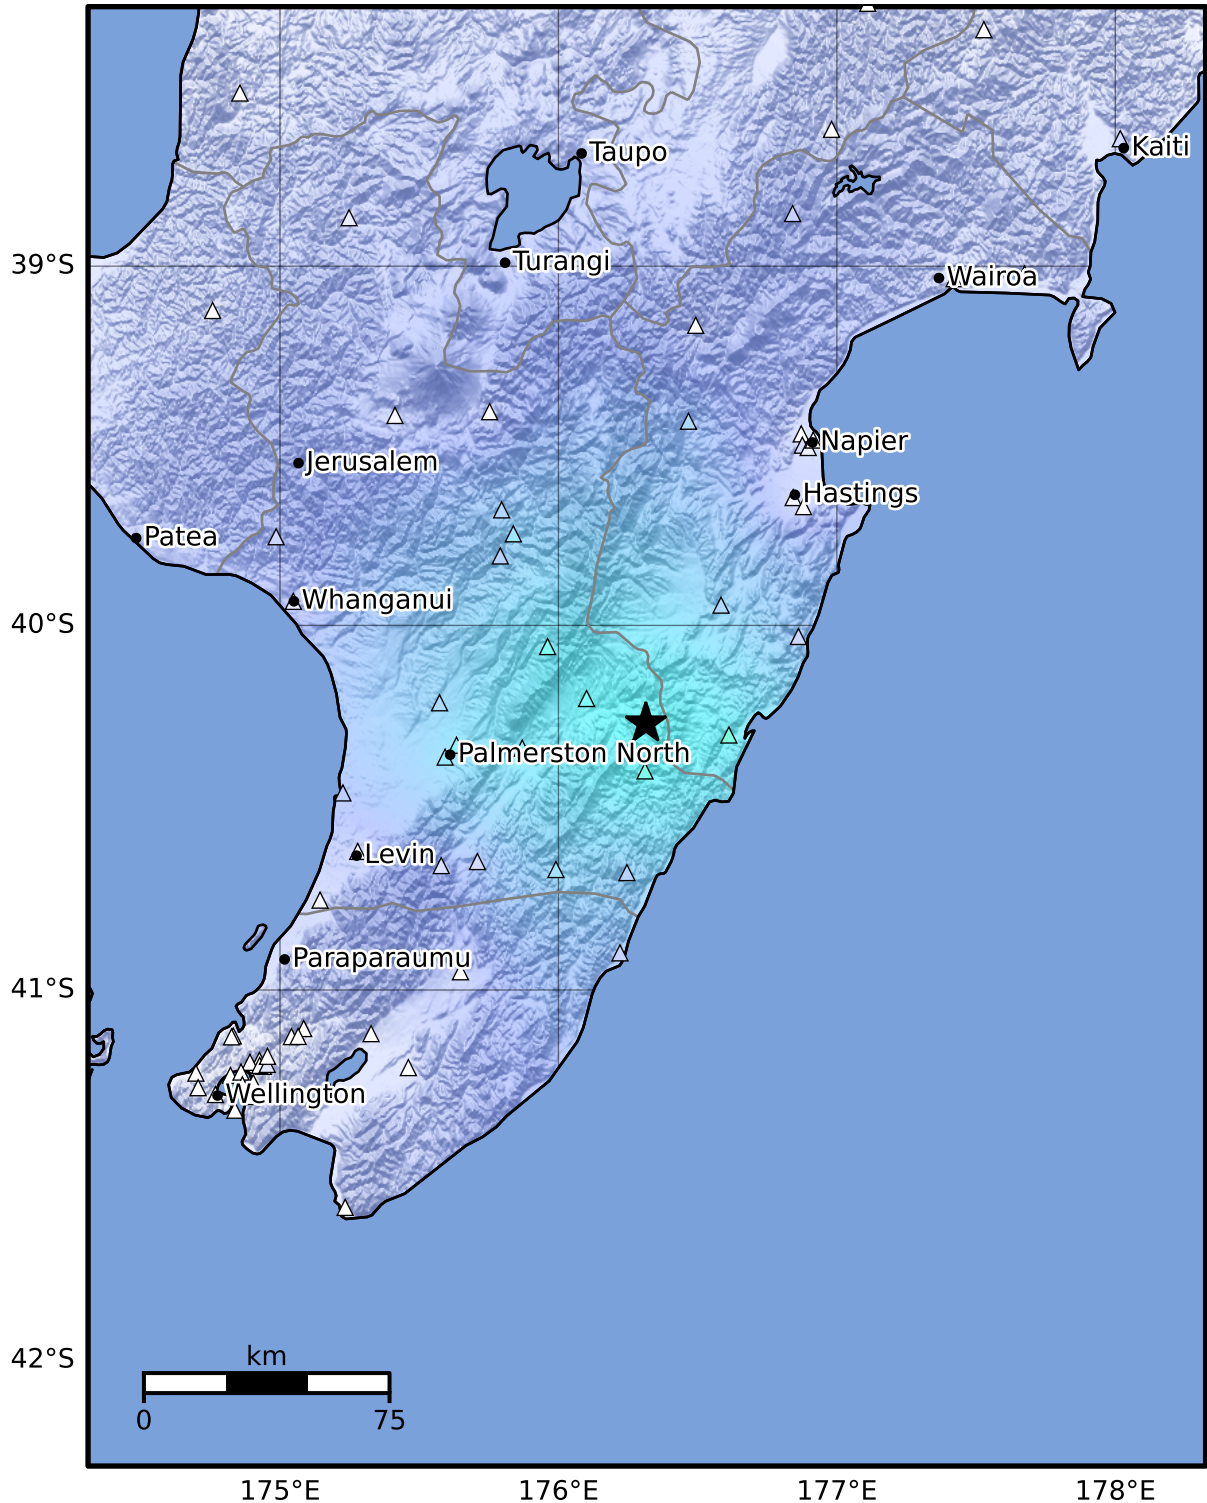 Taupo
Kaiti
Turangi
39°S
Wairoa
Napier
Jerusalem
Hastings
Patea
Whanganui
40°S
Palmerston North
Levin
Paraparaumu
41°S
Wellington
42°S
km
0 75
175°E 176°E 177°E 178°E